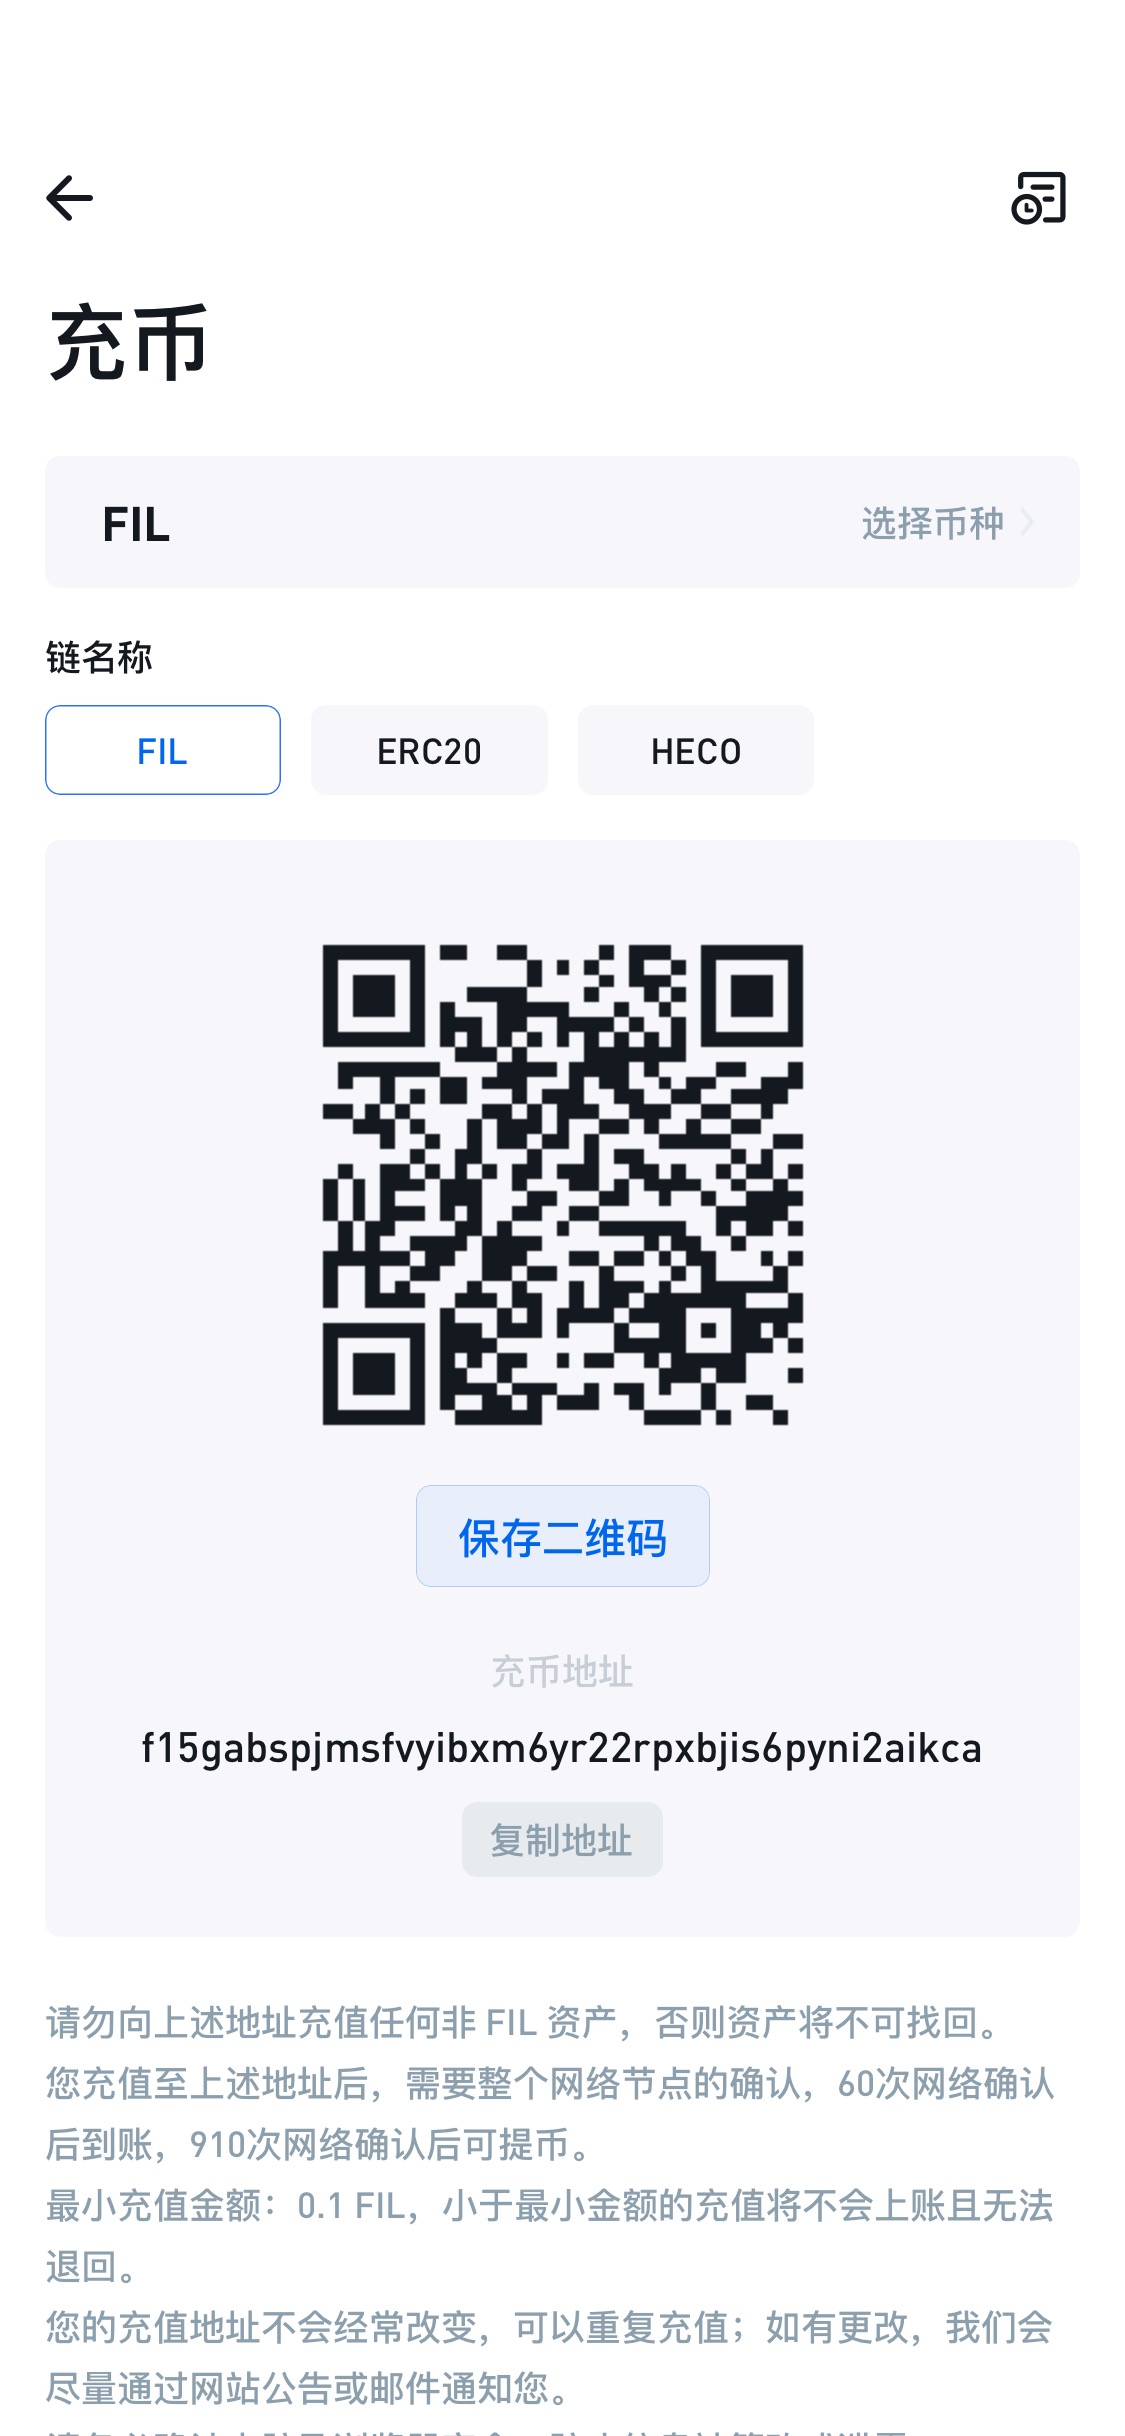 充币
FIL 选择币种
链名称
FIL ERC20 HECO
保存二维码
充币地址
f15gabspjmsfvyibxm6yr22rpxbjis6pyni2aikca
复制地址
请勿向上述地址充值任何非 FIL 资产，否则资产将不可找回。
您充值至上述地址后，需要整个网络节点的确认，60次网络确认
后到账，910次网络确认后可提币。
最小充值金额：0.1 FIL，小于最小金额的充值将不会上账且无法
退回。
您的充值地址不会经常改变，可以重复充值；如有更改，我们会
尽量通过网站公告或邮件通知您。